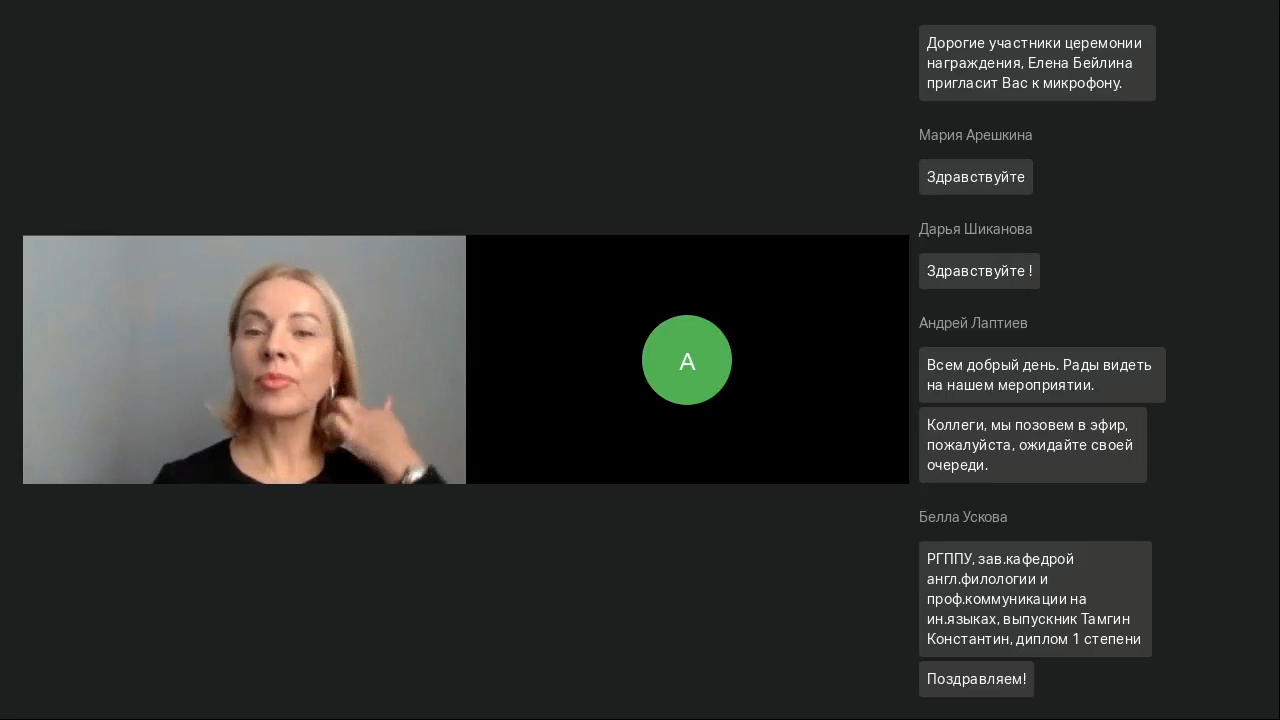 Дорогие участники церемонии
награждения, Елена Бейлина
пригласит Вас к микрофону.
Мария Арешкина
Здравствуйте
Дарья Шиканова
Здравствуйте !
Андрей Лаптиев
Всем добрый день. Рады видеть
на нашем мероприятии.
Коллеги, мы позовем в эфир,
пожалуйста, ожидайте своей
очереди.
Белла Ускова
РГППУ, зав.кафедрой
англ.филологии и
проф.коммуникации на
ин.языках, выпускник Тамгин
Константин, диплом 1 степени
Поздравляем!
А